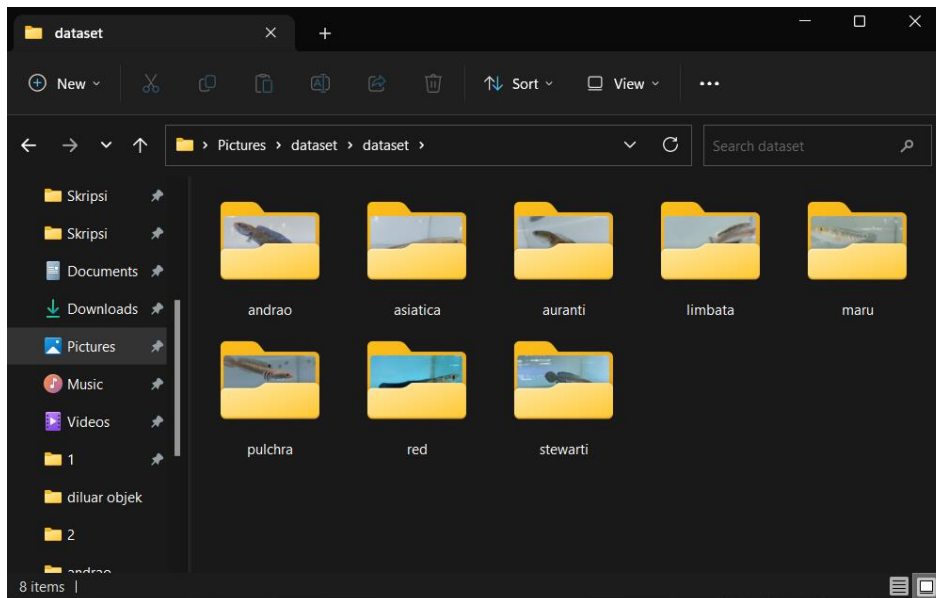 dataset
New Sort View
Pictures dataset dataset Search dataset
Skripsi
Skripsi
Documents
Downloads
Pictures
Music
Videos
1
diluar objek
2
andrao
andrao asiatica auranti limbata maru
pulchra red stewarti
8 items